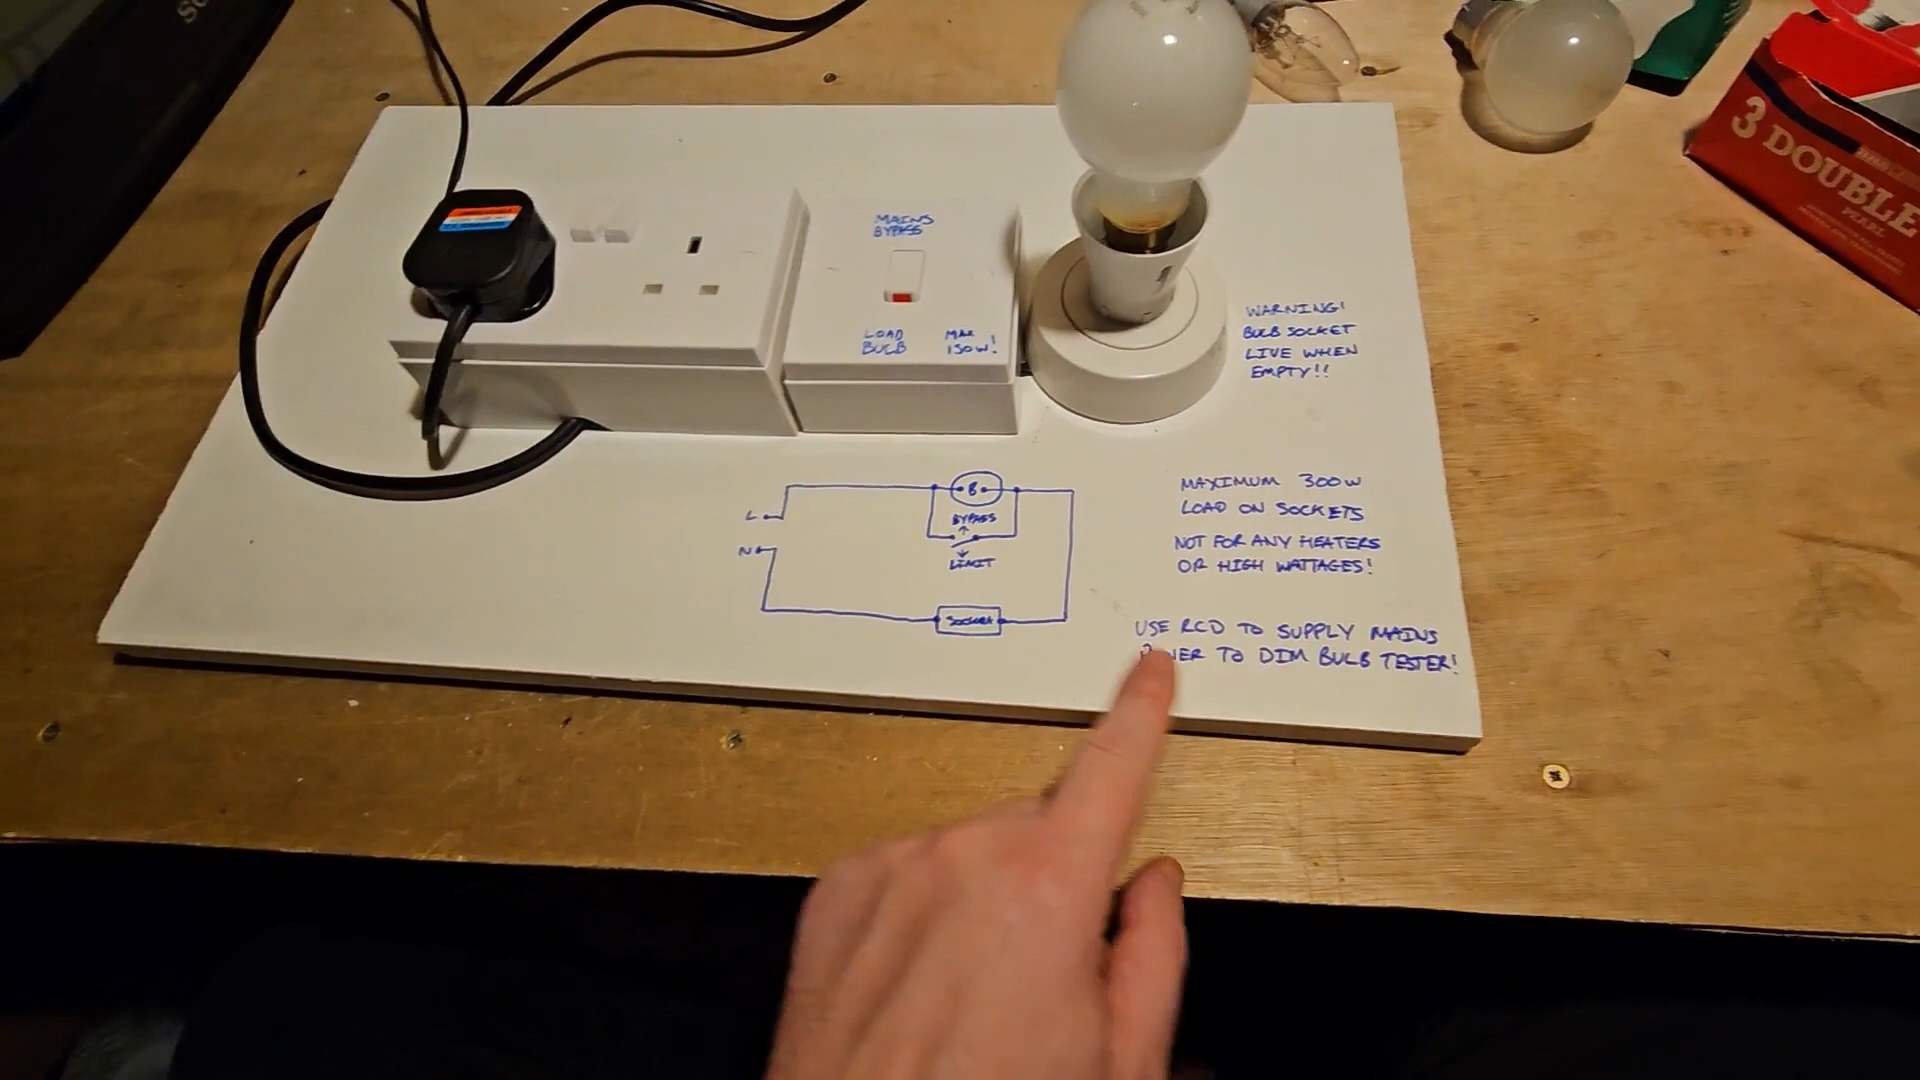 MAINS
BYPASS
LOAD
BULB
MAX
150W!
WARNING!
BULB SOCKET
LIVE WHEN
EMPTY!!
L
N
B
BYPASS
LIMIT
SOCKET
MAXIMUM 300W
LOAD ON SOCKETS
NOT FOR ANY HEATERS
OR HIGH WATTAGES!
USE RCD TO SUPPLY MAINS
TO DIM BULB TESTER!
3 DOUBLE
PEARL